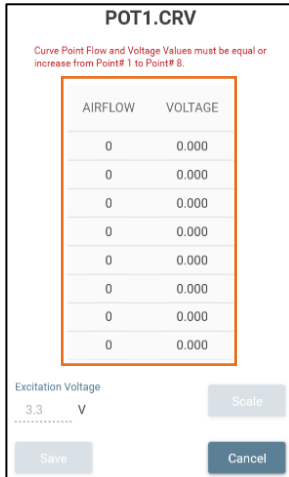 POT1.CRV
Curve Point Flow and Voltage Values must be equal or
increase from Point# 1 to Point# 8.
AIRFLOW VOLTAGE
0 0.000
0 0.000
0 0.000
0 0.000
0 0.000
0 0.000
0 0.000
0 0.000
Excitation Voltage
3.3 V
Scale
Save Cancel